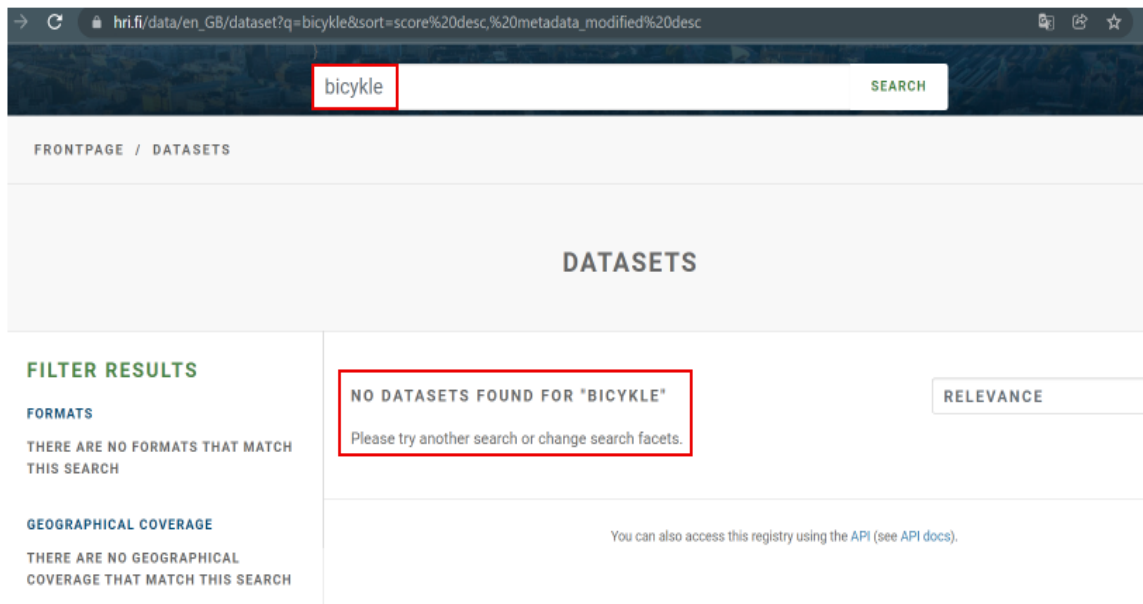 hri.fi/data/en_GB/dataset?q=bicykle&sort=score%20desc,%20metadata_modified%20desc
bicykle
SEARCH
FRONTPAGE / DATASETS
DATASETS
FILTER RESULTS
FORMATS
THERE ARE NO FORMATS THAT MATCH
THIS SEARCH
GEOGRAPHICAL COVERAGE
THERE ARE NO GEOGRAPHICAL
COVERAGE THAT MATCH THIS SEARCH
NO DATASETS FOUND FOR "BICYKLE"
Please try another search or change search facets.
RELEVANCE
You can also access this registry using the API (see API docs).